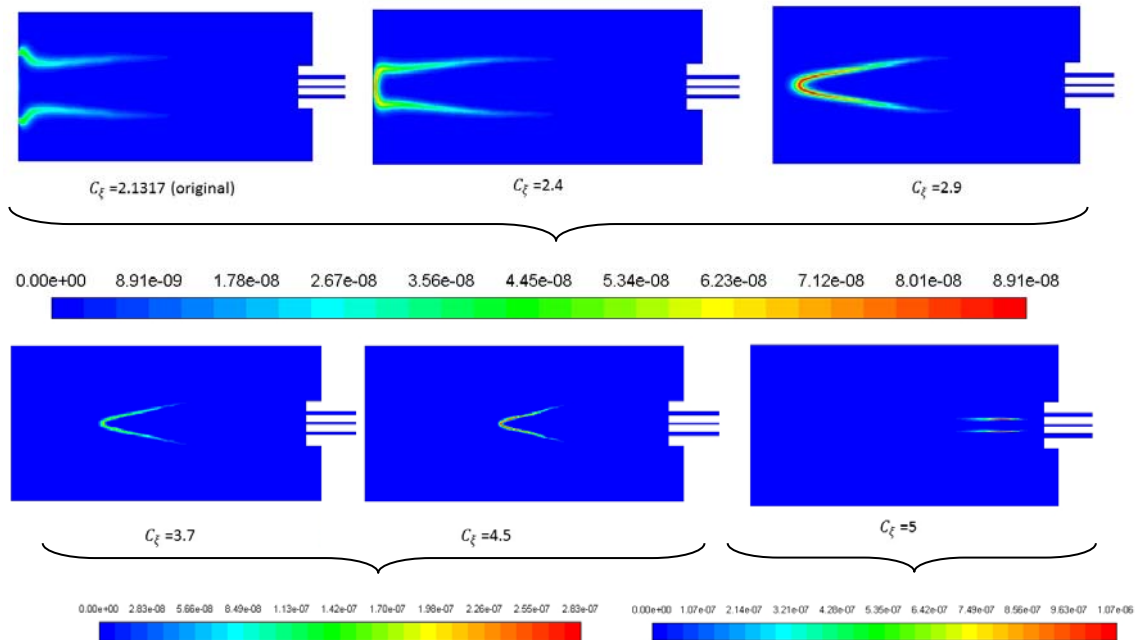 C_ξ =2.1317 (original)
C_ξ =2.4
C_ξ =2.9
0.00e+00 8.91e-09 1.78e-08 2.67e-08 3.56e-08 4.45e-08 5.34e-08 6.23e-08 7.12e-08 8.01e-08 8.91e-08
C_ξ =3.7
C_ξ =4.5
C_ξ =5
0.00e+00 2.83e-08 5.66e-08 8.49e-08 1.13e-07 1.42e-07 1.70e-07 1.98e-07 2.26e-07 2.55e-07 2.83e-07
0.00e+00 1.07e-07 2.14e-07 3.21e-07 4.28e-07 5.35e-07 6.42e-07 7.49e-07 8.56e-07 9.63e-07 1.07e-06